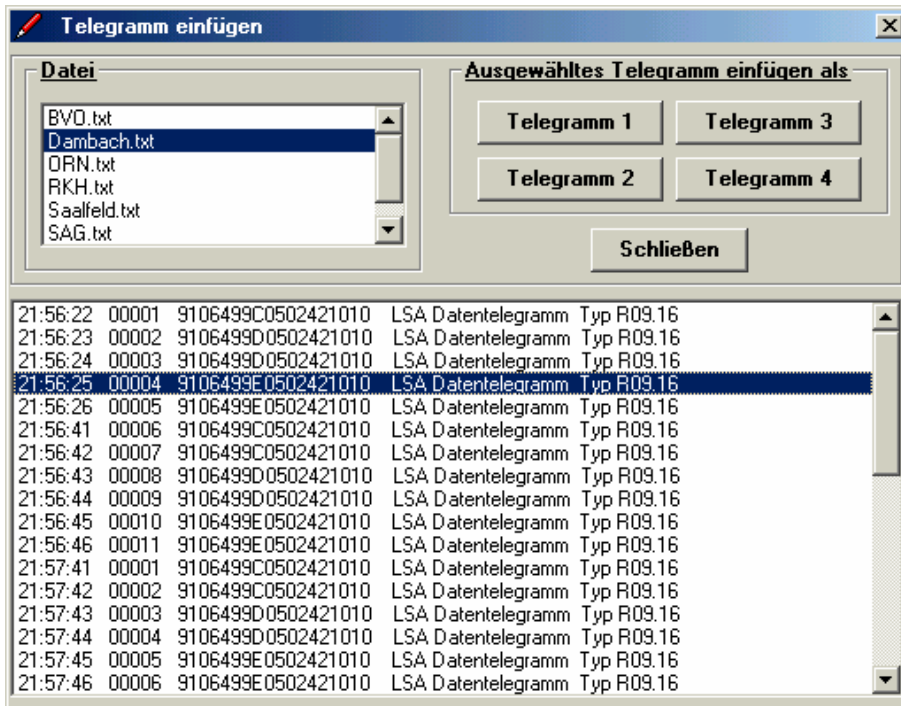 Telegramm einfügen
Datei
BVO.txt
Dambach.txt
ORN.txt
RKH.txt
Saalfeld.txt
SAG.txt
Ausgewähltes Telegramm einfügen als
Telegramm 1 Telegramm 3
Telegramm 2 Telegramm 4
Schließen
21:56:22 00001 9106499C0502421010 LSA Datentelegramm Typ R09.16
21:56:23 00002 9106499D0502421010 LSA Datentelegramm Typ R09.16
21:56:24 00003 9106499D0502421010 LSA Datentelegramm Typ R09.16
21:56:25 00004 9106499E0502421010 LSA Datentelegramm Typ R09.16
21:56:26 00005 9106499E0502421010 LSA Datentelegramm Typ R09.16
21:56:41 00006 9106499C0502421010 LSA Datentelegramm Typ R09.16
21:56:42 00007 9106499C0502421010 LSA Datentelegramm Typ R09.16
21:56:43 00008 9106499D0502421010 LSA Datentelegramm Typ R09.16
21:56:44 00009 9106499D0502421010 LSA Datentelegramm Typ R09.16
21:56:45 00010 9106499E0502421010 LSA Datentelegramm Typ R09.16
21:56:46 00011 9106499E0502421010 LSA Datentelegramm Typ R09.16
21:57:41 00001 9106499C0502421010 LSA Datentelegramm Typ R09.16
21:57:42 00002 9106499C0502421010 LSA Datentelegramm Typ R09.16
21:57:43 00003 9106499D0502421010 LSA Datentelegramm Typ R09.16
21:57:44 00004 9106499D0502421010 LSA Datentelegramm Typ R09.16
21:57:45 00005 9106499E0502421010 LSA Datentelegramm Typ R09.16
21:57:46 00006 9106499E0502421010 LSA Datentelegramm Typ R09.16